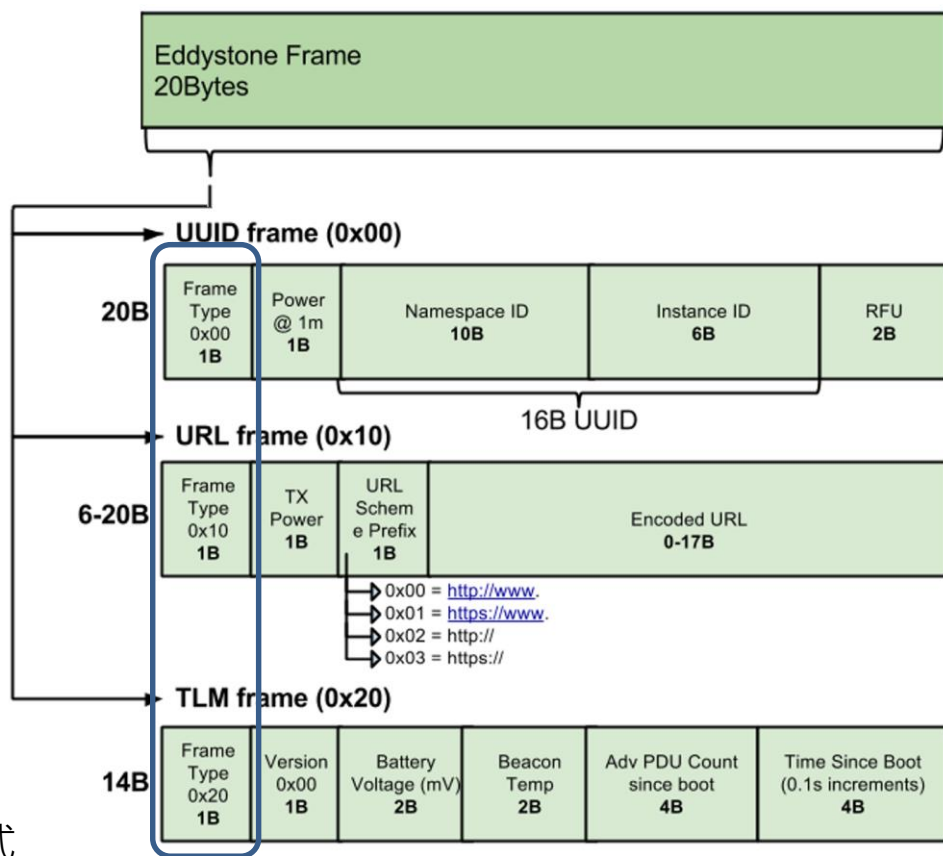 Eddystone Frame
20Bytes
UUID frame (0x00)
20B
Frame
Type
0x00
1B
Power
@ 1m
1B
Namespace ID
10B
Instance ID
6B
RFU
2B
16B UUID
URL frame (0x10)
6-20B
Frame
Type
0x10
1B
TX
Power
1B
URL
Schem
e Prefix
1B
Encoded URL
0-17B
0x00 = http://www.
0x01 = https://www.
0x02 = http://
0x03 = https://
TLM frame (0x20)
14B
Frame
Type
0x20
1B
Version
0x00
1B
Battery
Voltage (mV)
2B
Beacon
Temp
2B
Adv PDU Count
since boot
4B
Time Since Boot
(0.1s increments)
4B
式